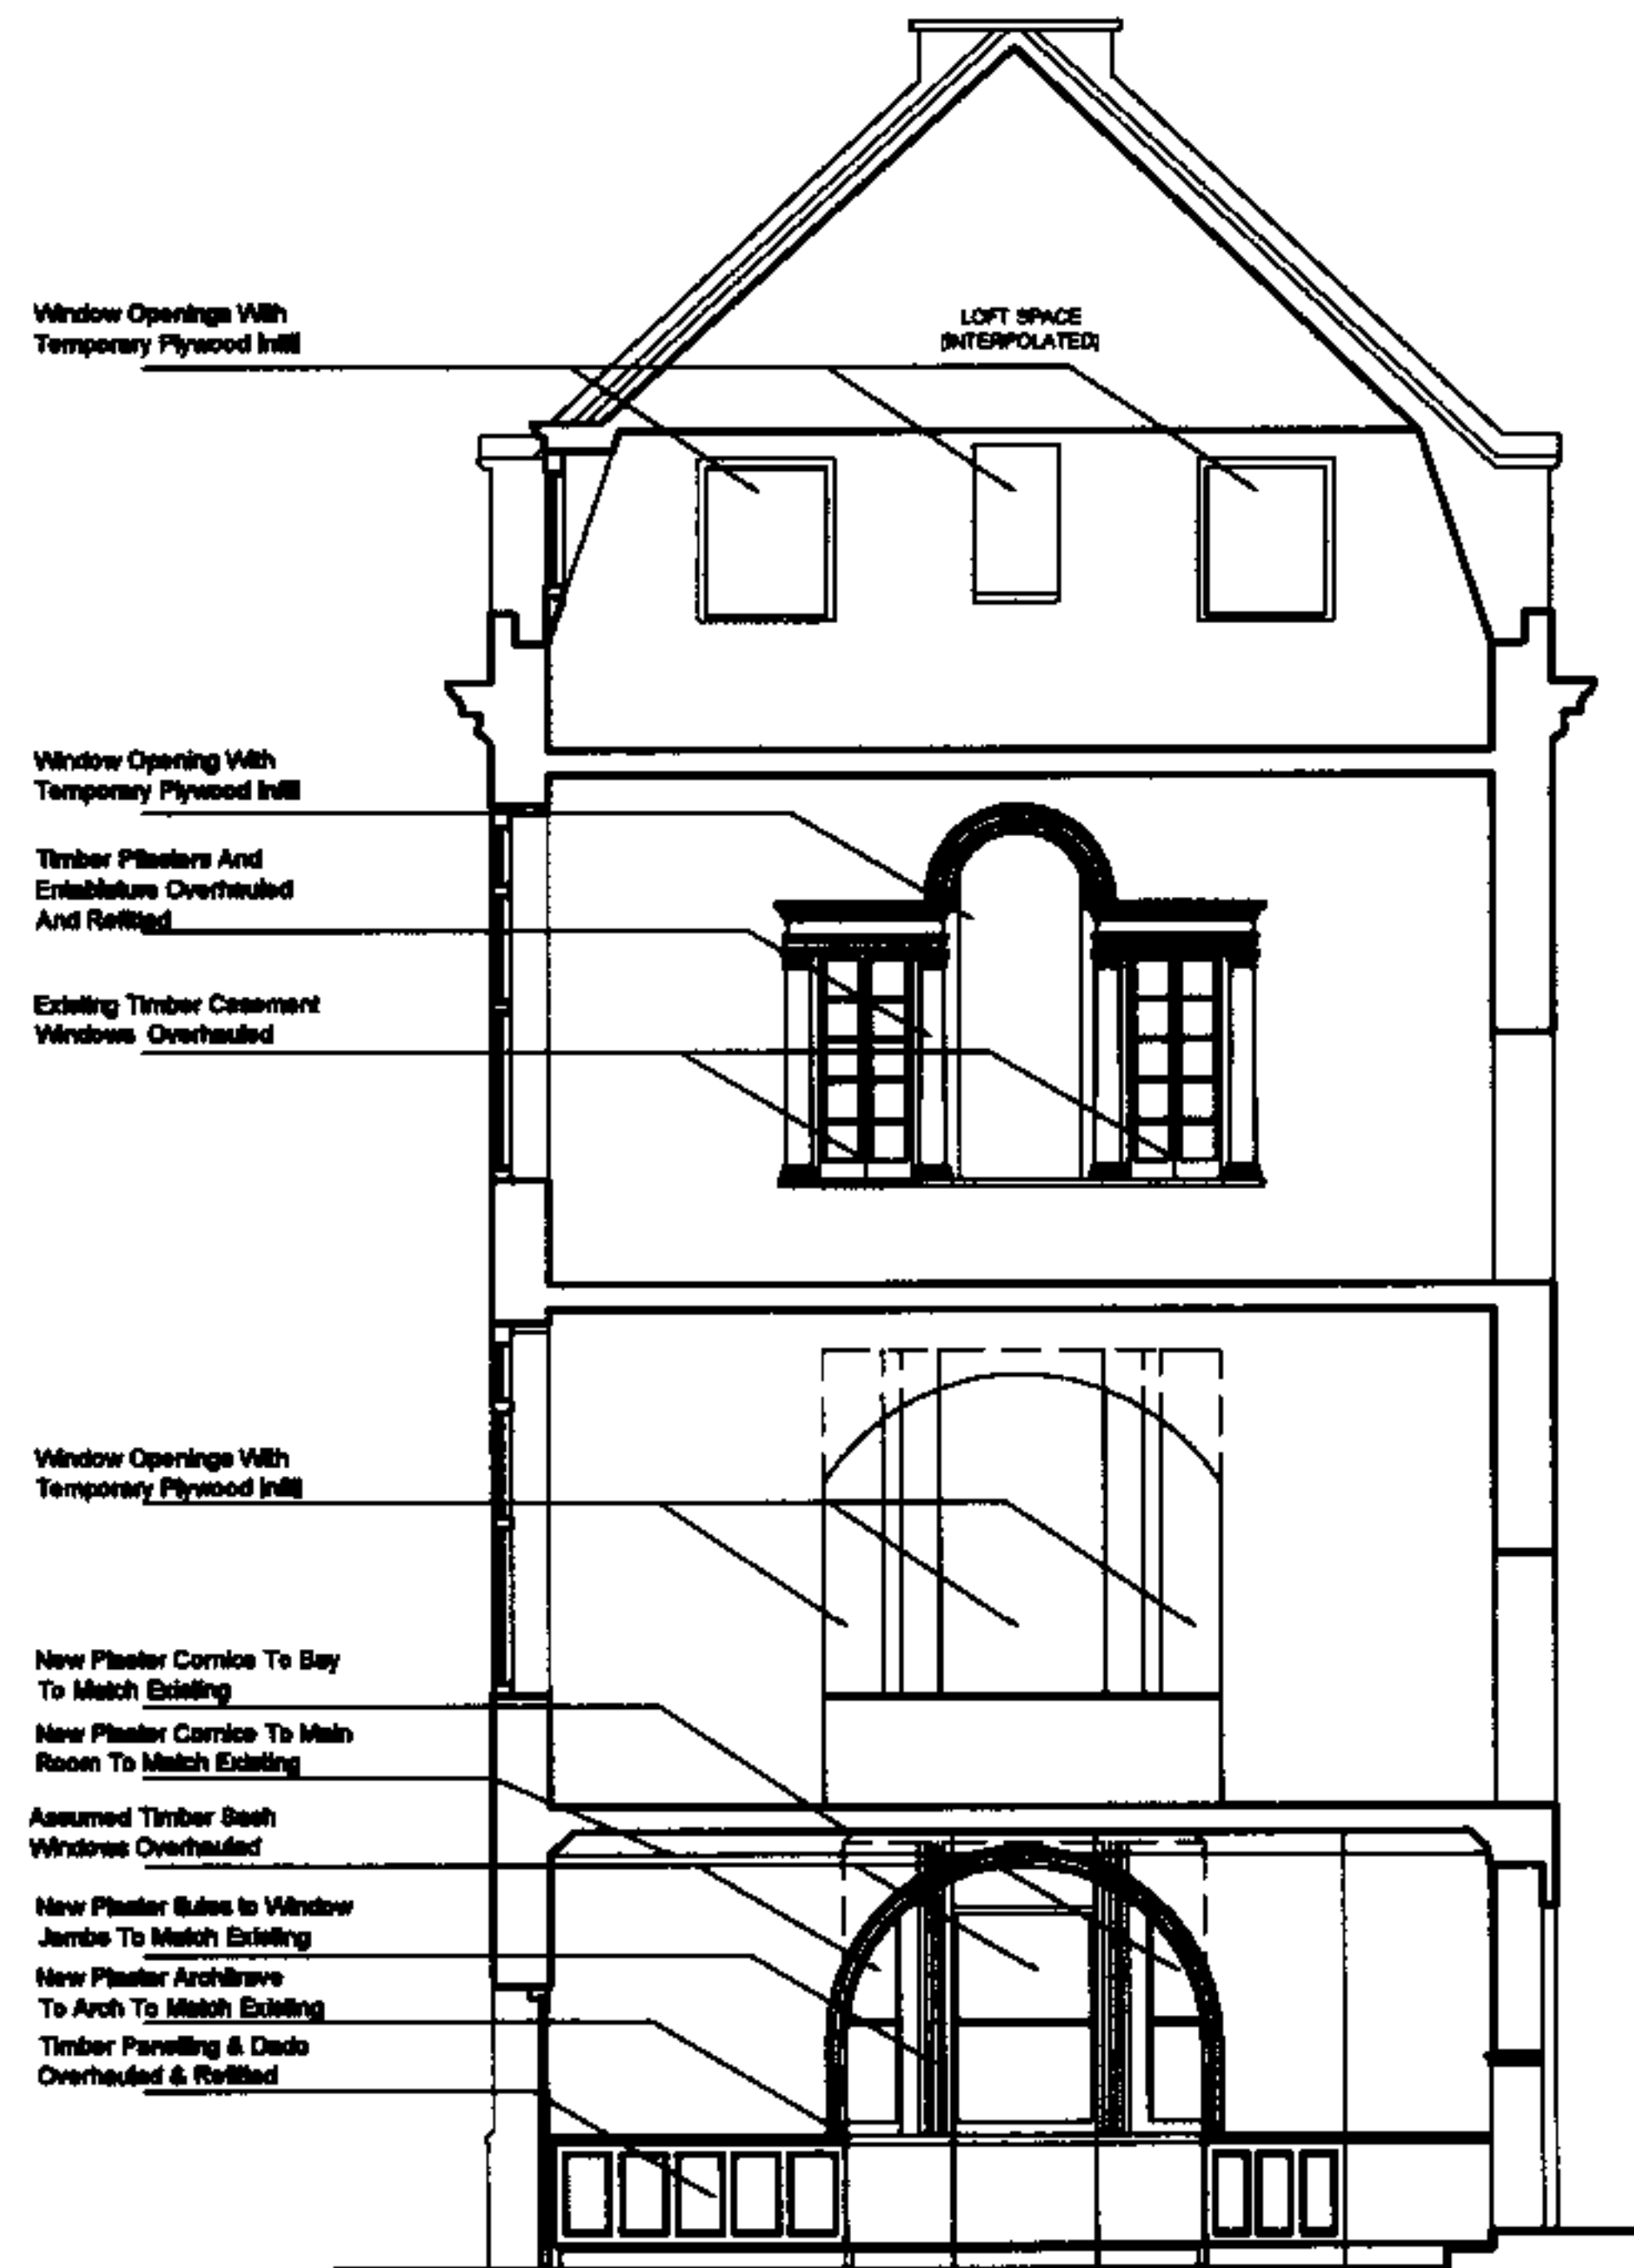 Window Openings With
Temporary Plywood Infill
LOFT SPACE
(INTERPOLATED)
Window Opening With
Temporary Plywood Infill
Timber Pilasters And
Entablature Overhauled
And Refitted
Existing Timber Casement
Windows Overhauled
Window Openings With
Temporary Plywood Infill
New Plaster Cornice To Bay
To Match Existing
New Plaster Cornice To Main
Room To Match Existing
Assumed Timber Sash
Windows Overhauled
New Plaster to Window
Jambs To Match Existing
New Plaster Architrave
To Arch To Match Existing
Timber Panelling & Dado
Overhauled & Refitted